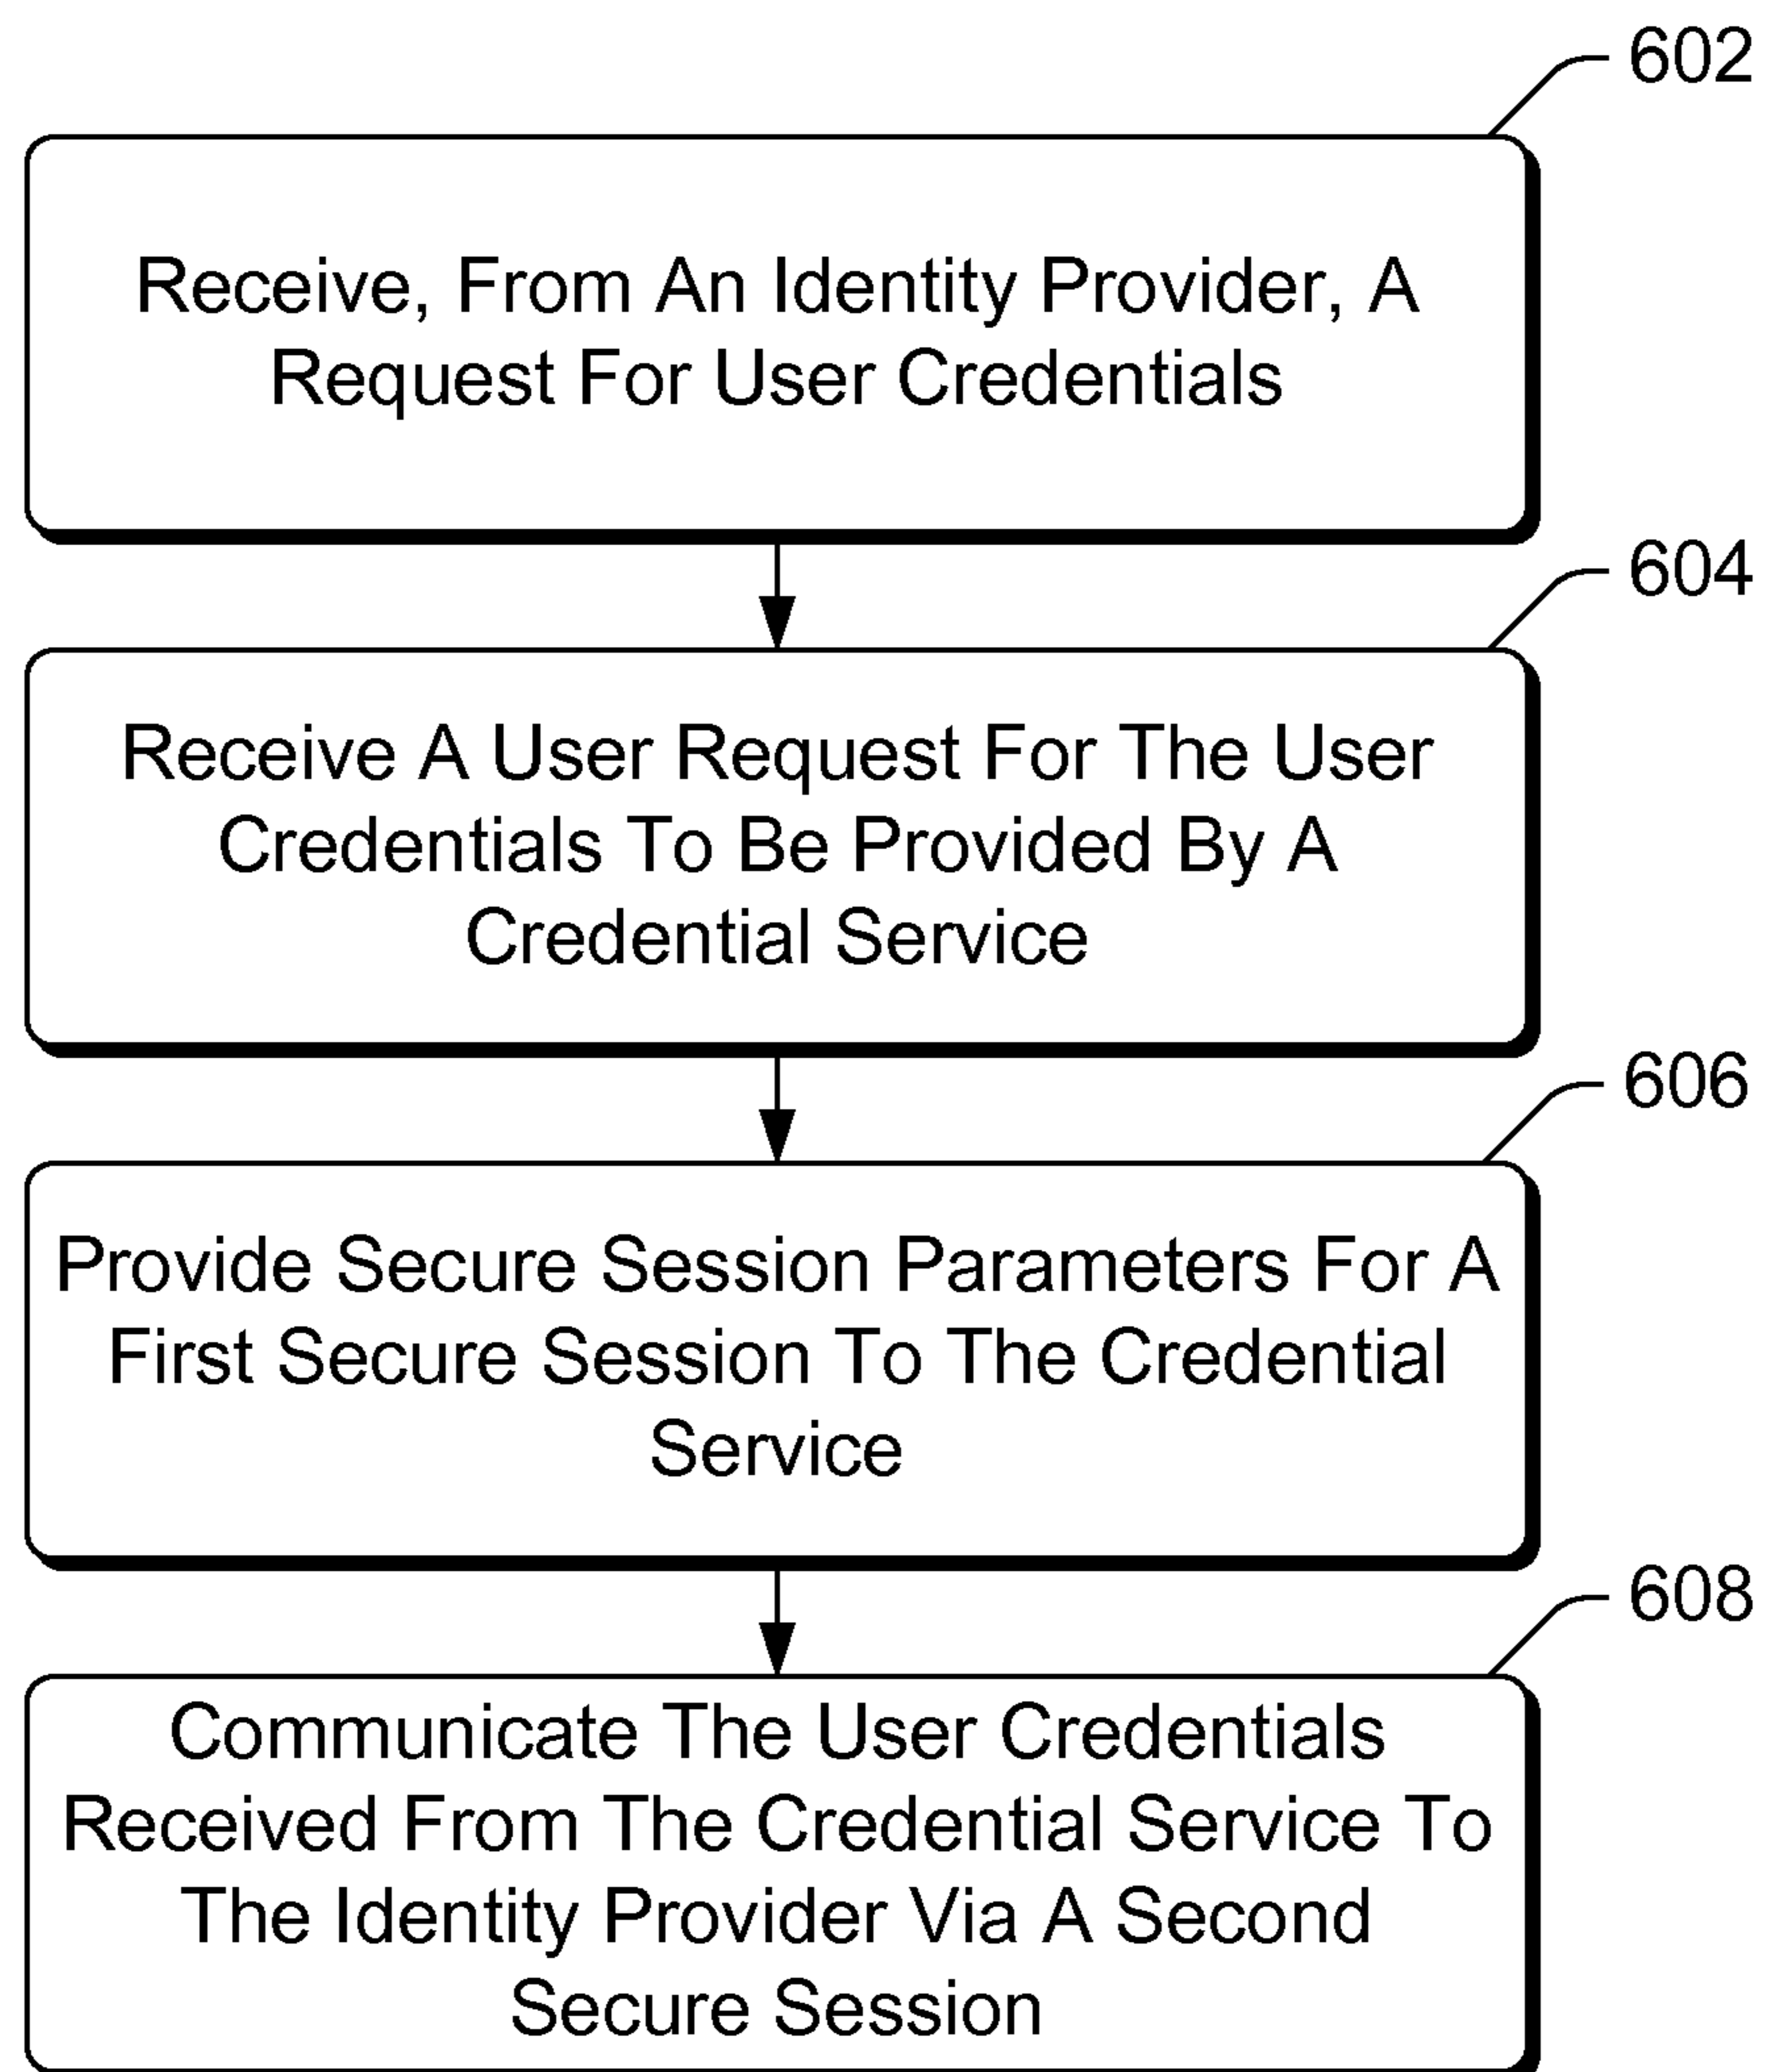 602
Receive, From An Identity Provider, A
Request For User Credentials
604
Receive A User Request For The User
Credentials To Be Provided By A
Credential Service
606
Provide Secure Session Parameters For A
First Secure Session To The Credential
Service
608
Communicate The User Credentials
Received From The Credential Service To
The Identity Provider Via A Second
Secure Session